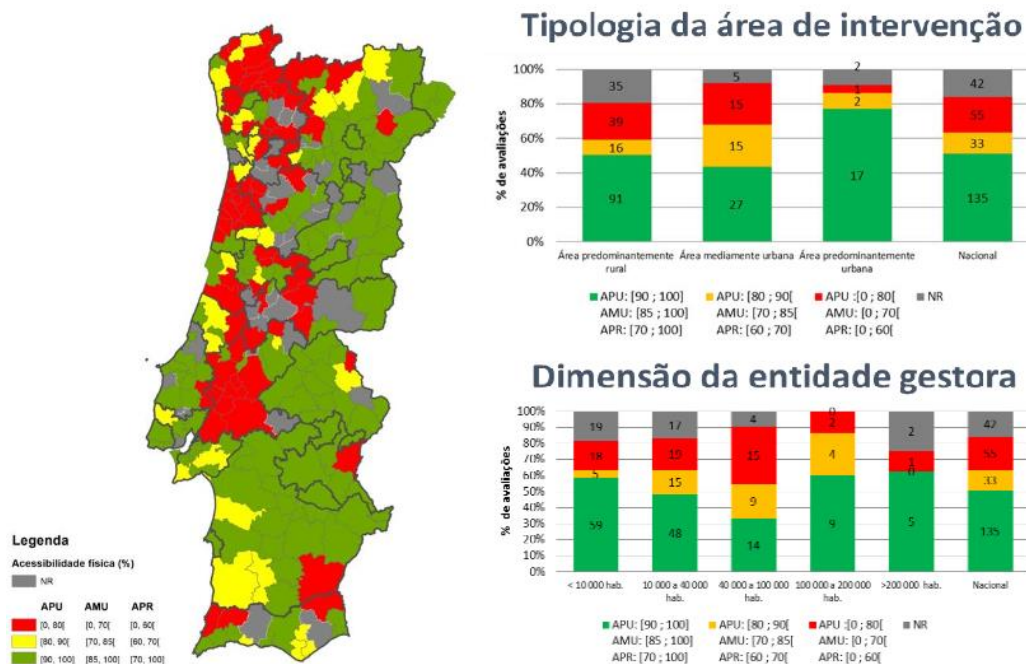 Tipologia da área de intervenção
100%
80%
60%
40%
20%
0%
% de avaliações
35
39
16
91
5
15
15
27
2
1
2
17
42
55
33
135
Área predominantemente rural
Área mediamente urbana
Área predominantemente urbana
Nacional
APU: [90 ; 100]
AMU: [85 ; 100]
APR: [70 ; 100]
APU: [80 ; 90[
AMU: [70 ; 85[
APR: [60 ; 70[
APU :[0 ; 80[
AMU: [0 ; 70[
APR: [0 ; 60[
NR
Dimensão da entidade gestora
100%
90%
80%
70%
60%
50%
40%
30%
20%
10%
0%
% de avaliações
19
18
5
59
17
19
15
48
4
15
9
14
0
2
4
9
2
1
0
5
42
55
33
135
< 10 000 hab.
10 000 a 40 000 hab.
40 000 a 100 000 hab.
100 000 a 200 000 hab.
>200 000 hab.
Nacional
APU: [90 ; 100]
AMU: [85 ; 100]
APR: [70 ; 100]
APU: [80 ; 90[
AMU: [70 ; 85[
APR: [60 ; 70[
APU :[0 ; 80[
AMU: [0 ; 70[
APR: [0 ; 60[
NR
Legenda
Acessibilidade física (%)
NR
APU AMU APR
[0, 80[ [0, 70[ [0, 60[
[80, 90[ [70, 85[ [60, 70[
[90, 100] [85, 100] [70, 100]